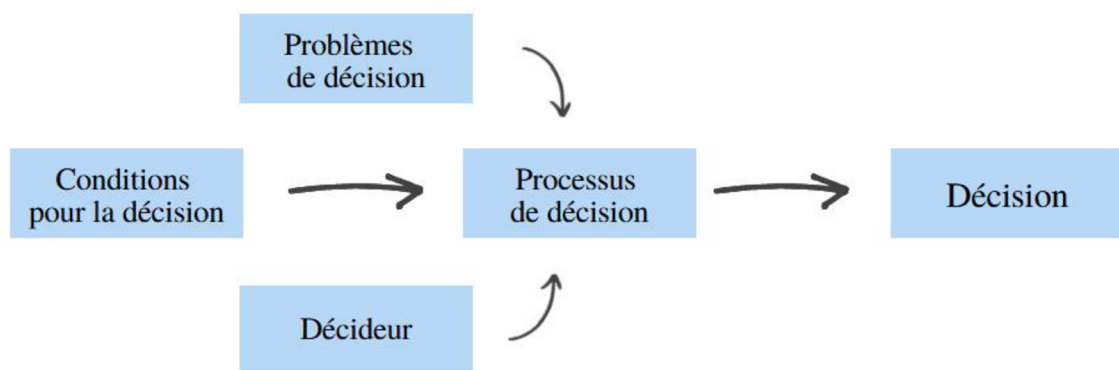 Problèmes
de décision
Conditions
pour la décision
Processus
de décision
Décision
Décideur